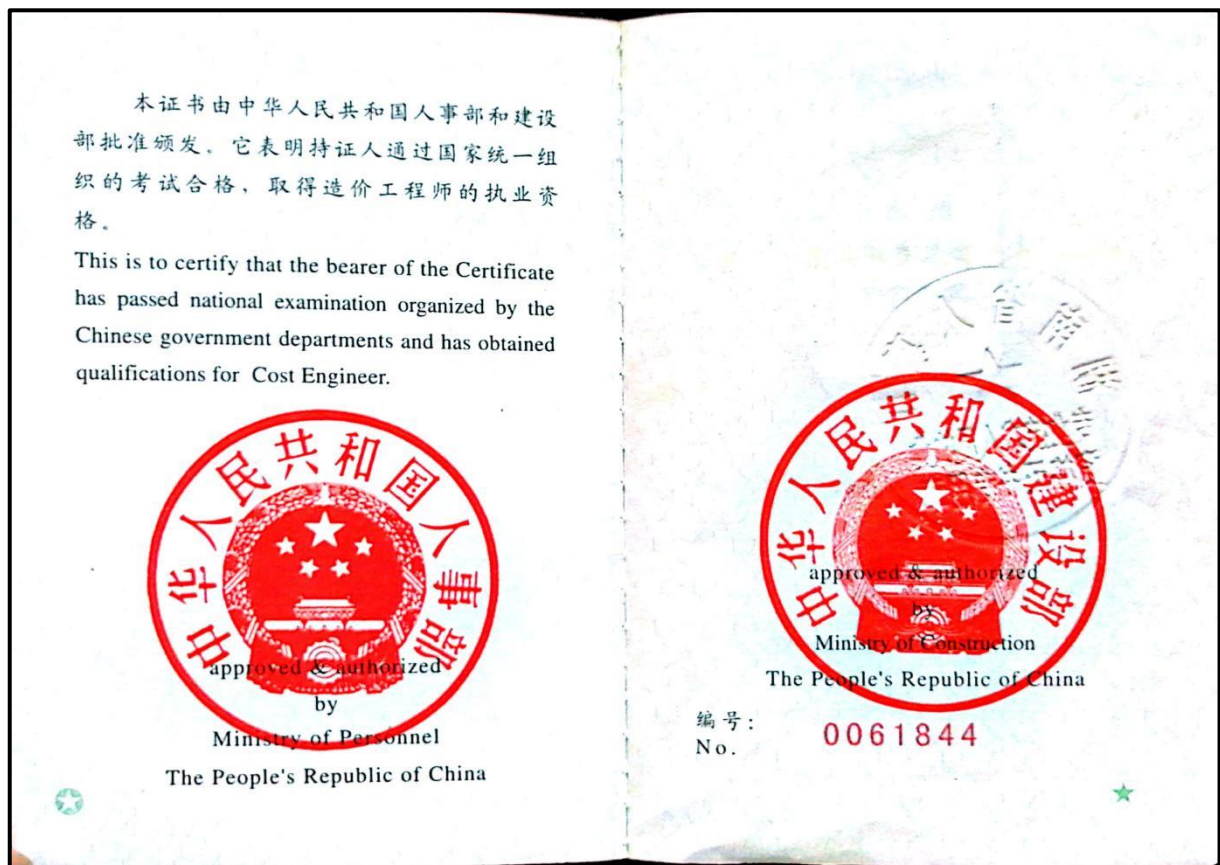 本证书由中华人民共和国人事部和建设
部批准颁发。它表明持证人通过国家统一组
织的考试合格，取得造价工程师的执业资
格。
This is to certify that the bearer of the Certificate
has passed national examination organized by the
Chinese government departments and has obtained
qualifications for Cost Engineer.
中华人民共和国人事部
approved & authorized
by
Ministry of Personnel
The People's Republic of China
中华人民共和国建设部
approved & authorized
by
Ministry of Construction
The People's Republic of China
编号：
No.
0061844